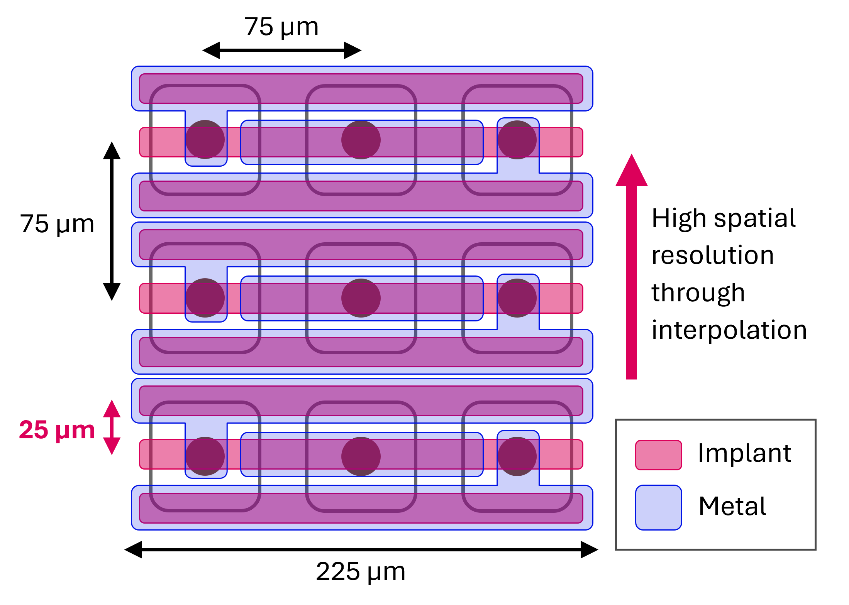 75 µm
75 µm
High spatial
resolution
through
interpolation
25 µm
Implant
Metal
225 µm